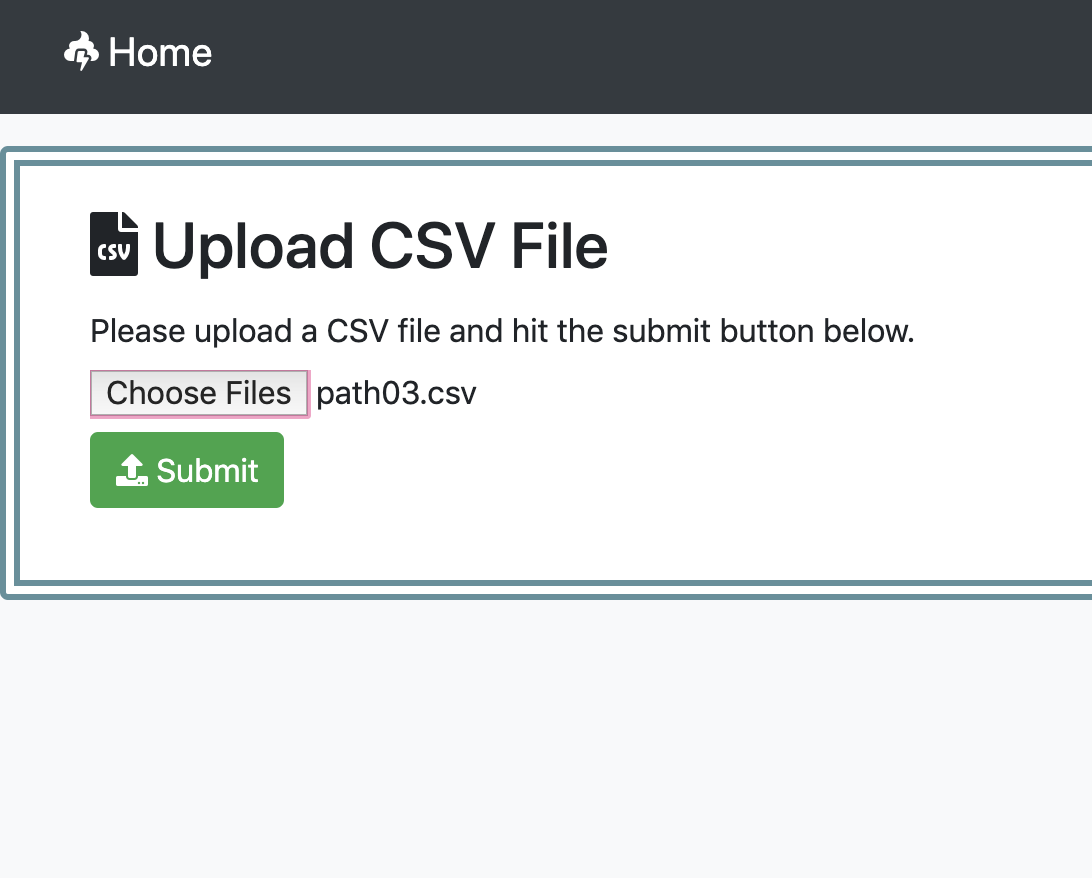 Home
CSV Upload CSV File
Please upload a CSV file and hit the submit button below.
Choose Files path03.csv
Submit